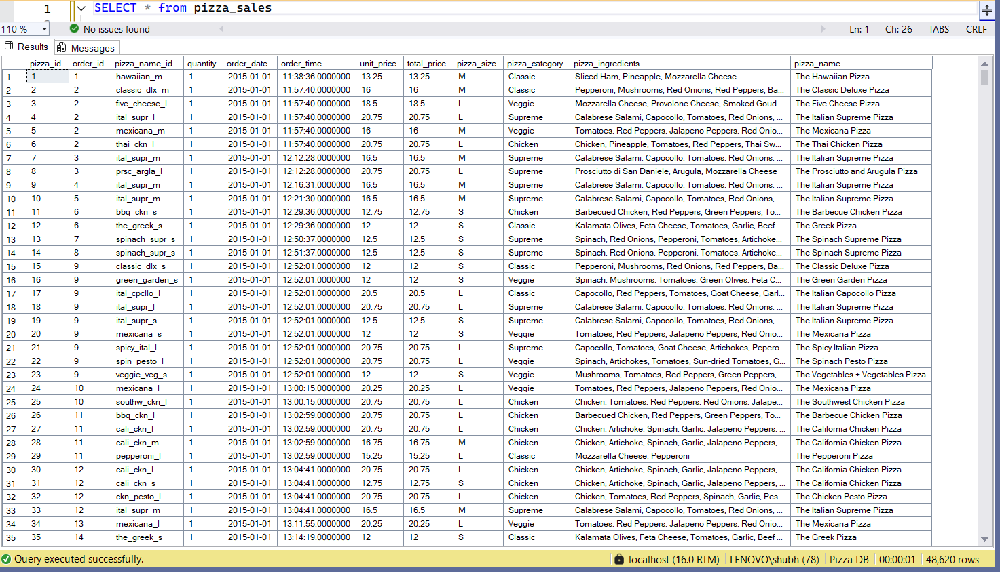 1 SELECT * from pizza_sales
110 % No issues found Ln: 1 Ch: 26 TABS CRLF
Results Messages
pizza_id order_id pizza_name_id quantity order_date order_time unit_price total_price pizza_size pizza_category pizza_ingredients pizza_name
1 1 1 hawaiian_m 1 2015-01-01 11:38:36.0000000 13.25 13.25 M Classic Sliced Ham, Pineapple, Mozzarella Cheese The Hawaiian Pizza
2 2 2 classic_dlx_m 1 2015-01-01 11:57:40.0000000 16 16 M Classic Pepperoni, Mushrooms, Red Onions, Red Peppers, Ba... The Classic Deluxe Pizza
3 3 2 five_cheese_l 1 2015-01-01 11:57:40.0000000 18.5 18.5 L Veggie Mozzarella Cheese, Provolone Cheese, Smoked Goud... The Five Cheese Pizza
4 4 2 ital_supr_l 1 2015-01-01 11:57:40.0000000 20.75 20.75 L Supreme Calabrese Salami, Capocollo, Tomatoes, Red Onions, ... The Italian Supreme Pizza
5 5 2 mexicana_m 1 2015-01-01 11:57:40.0000000 16 16 M Veggie Tomatoes, Red Peppers, Jalapeno Peppers, Red Onio... The Mexicana Pizza
6 6 2 thai_ckn_l 1 2015-01-01 11:57:40.0000000 20.75 20.75 L Chicken Chicken, Pineapple, Tomatoes, Red Peppers, Thai Sw... The Thai Chicken Pizza
7 7 3 ital_supr_m 1 2015-01-01 12:12:28.0000000 16.5 16.5 M Supreme Calabrese Salami, Capocollo, Tomatoes, Red Onions, ... The Italian Supreme Pizza
8 8 3 prsc_argla_l 1 2015-01-01 12:12:28.0000000 20.75 20.75 L Supreme Prosciutto di San Daniele, Arugula, Mozzarella Cheese The Prosciutto and Arugula Pizza
9 9 4 ital_supr_m 1 2015-01-01 12:16:31.0000000 16.5 16.5 M Supreme Calabrese Salami, Capocollo, Tomatoes, Red Onions, ... The Italian Supreme Pizza
10 10 5 ital_supr_m 1 2015-01-01 12:21:30.0000000 16.5 16.5 M Supreme Calabrese Salami, Capocollo, Tomatoes, Red Onions, ... The Italian Supreme Pizza
11 11 6 bbq_ckn_s 1 2015-01-01 12:29:36.0000000 12.75 12.75 S Chicken Barbecued Chicken, Red Peppers, Green Peppers, To... The Barbecue Chicken Pizza
12 12 6 the_greek_s 1 2015-01-01 12:29:36.0000000 12 12 S Classic Kalamata Olives, Feta Cheese, Tomatoes, Garlic, Beef ... The Greek Pizza
13 13 7 spinach_supr_s 1 2015-01-01 12:50:37.0000000 12.5 12.5 S Supreme Spinach, Red Onions, Pepperoni, Tomatoes, Artichoke... The Spinach Supreme Pizza
14 14 8 spinach_supr_s 1 2015-01-01 12:51:37.0000000 12.5 12.5 S Supreme Spinach, Red Onions, Pepperoni, Tomatoes, Artichoke... The Spinach Supreme Pizza
15 15 9 classic_dlx_s 1 2015-01-01 12:52:01.0000000 12 12 S Classic Pepperoni, Mushrooms, Red Onions, Red Peppers, Ba... The Classic Deluxe Pizza
16 16 9 green_garden_s 1 2015-01-01 12:52:01.0000000 12 12 S Veggie Spinach, Mushrooms, Tomatoes, Green Olives, Feta C... The Green Garden Pizza
17 17 9 ital_cpcllo_l 1 2015-01-01 12:52:01.0000000 20.5 20.5 L Classic Capocollo, Red Peppers, Tomatoes, Goat Cheese, Garl... The Italian Capocollo Pizza
18 18 9 ital_supr_l 1 2015-01-01 12:52:01.0000000 20.75 20.75 L Supreme Calabrese Salami, Capocollo, Tomatoes, Red Onions, ... The Italian Supreme Pizza
19 19 9 ital_supr_s 1 2015-01-01 12:52:01.0000000 12.5 12.5 S Supreme Calabrese Salami, Capocollo, Tomatoes, Red Onions, ... The Italian Supreme Pizza
20 20 9 mexicana_s 1 2015-01-01 12:52:01.0000000 12 12 S Veggie Tomatoes, Red Peppers, Jalapeno Peppers, Red Onio... The Mexicana Pizza
21 21 9 spicy_ital_l 1 2015-01-01 12:52:01.0000000 20.75 20.75 L Supreme Capocollo, Tomatoes, Goat Cheese, Artichokes, Pepero... The Spicy Italian Pizza
22 22 9 spin_pesto_l 1 2015-01-01 12:52:01.0000000 20.75 20.75 L Veggie Spinach, Artichokes, Tomatoes, Sun-dried Tomatoes, G... The Spinach Pesto Pizza
23 23 9 veggie_veg_s 1 2015-01-01 12:52:01.0000000 12 12 S Veggie Mushrooms, Tomatoes, Red Peppers, Green Peppers, ... The Vegetables + Vegetables Pizza
24 24 10 mexicana_l 1 2015-01-01 13:00:15.0000000 20.25 20.25 L Veggie Tomatoes, Red Peppers, Jalapeno Peppers, Red Onio... The Mexicana Pizza
25 25 10 southw_ckn_l 1 2015-01-01 13:00:15.0000000 20.75 20.75 L Chicken Chicken, Tomatoes, Red Peppers, Red Onions, Jalape... The Southwest Chicken Pizza
26 26 11 bbq_ckn_l 1 2015-01-01 13:02:59.0000000 20.75 20.75 L Chicken Barbecued Chicken, Red Peppers, Green Peppers, To... The Barbecue Chicken Pizza
27 27 11 cali_ckn_l 1 2015-01-01 13:02:59.0000000 20.75 20.75 L Chicken Chicken, Artichoke, Spinach, Garlic, Jalapeno Peppers, ... The California Chicken Pizza
28 28 11 cali_ckn_m 1 2015-01-01 13:02:59.0000000 16.75 16.75 M Chicken Chicken, Artichoke, Spinach, Garlic, Jalapeno Peppers, ... The California Chicken Pizza
29 29 11 pepperoni_l 1 2015-01-01 13:02:59.0000000 15.25 15.25 L Classic Mozzarella Cheese, Pepperoni The Pepperoni Pizza
30 30 12 cali_ckn_l 1 2015-01-01 13:04:41.0000000 20.75 20.75 L Chicken Chicken, Artichoke, Spinach, Garlic, Jalapeno Peppers, ... The California Chicken Pizza
31 31 12 cali_ckn_s 1 2015-01-01 13:04:41.0000000 12.75 12.75 S Chicken Chicken, Artichoke, Spinach, Garlic, Jalapeno Peppers, ... The California Chicken Pizza
32 32 12 ckn_pesto_l 1 2015-01-01 13:04:41.0000000 20.75 20.75 L Chicken Chicken, Tomatoes, Red Peppers, Spinach, Garlic, Pes... The Chicken Pesto Pizza
33 33 12 ital_supr_m 1 2015-01-01 13:04:41.0000000 16.5 16.5 M Supreme Calabrese Salami, Capocollo, Tomatoes, Red Onions, ... The Italian Supreme Pizza
34 34 13 mexicana_l 1 2015-01-01 13:11:55.0000000 20.25 20.25 L Veggie Tomatoes, Red Peppers, Jalapeno Peppers, Red Onio... The Mexicana Pizza
35 35 14 the_greek_s 1 2015-01-01 13:14:19.0000000 12 12 S Classic Kalamata Olives, Feta Cheese, Tomatoes, Garlic, Beef ... The Greek Pizza
Query executed successfully. localhost (16.0 RTM) LENOVO\shubh (78) Pizza DB 00:00:01 48,620 rows